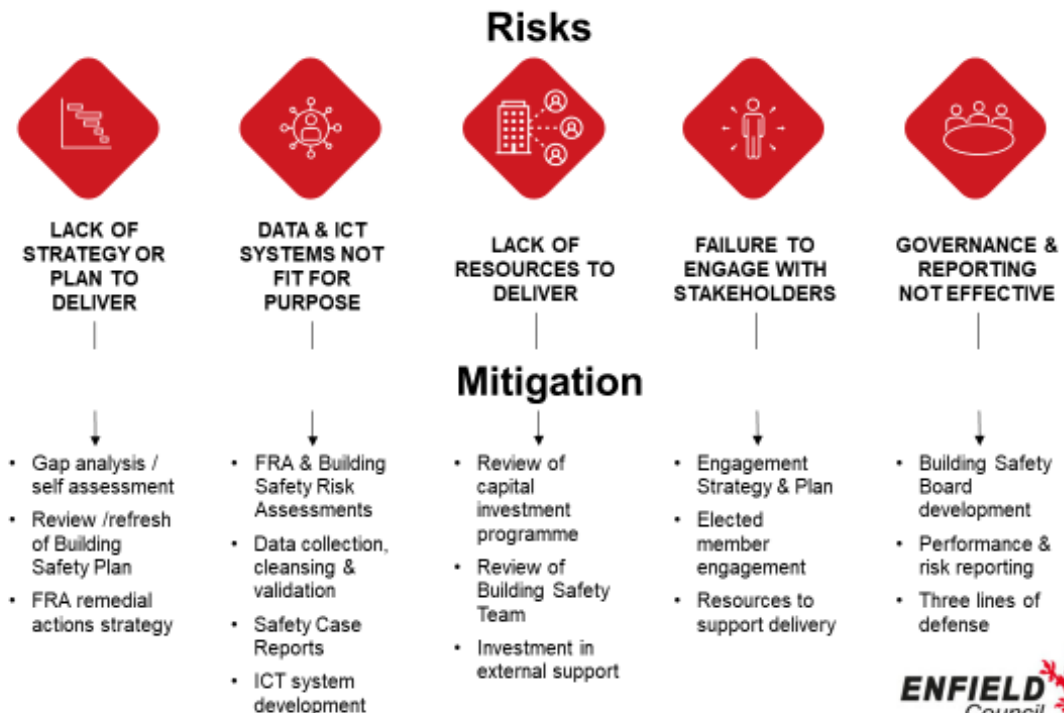 Risks
LACK OF
STRATEGY OR
PLAN TO
DELIVER
DATA & ICT
SYSTEMS NOT
FIT FOR
PURPOSE
LACK OF
RESOURCES TO
DELIVER
FAILURE TO
ENGAGE WITH
STAKEHOLDERS
GOVERNANCE &
REPORTING
NOT EFFECTIVE
Mitigation
• Gap analysis /
self assessment
• Review /refresh
of Building
Safety Plan
• FRA remedial
actions strategy
• FRA & Building
Safety Risk
Assessments
• Data collection,
cleansing &
validation
• Safety Case
Reports
• ICT system
development
• Review of
capital
investment
programme
• Review of
Building Safety
Team
• Investment in
external support
• Engagement
Strategy & Plan
• Elected
member
engagement
• Resources to
support delivery
• Building Safety
Board
development
• Performance &
risk reporting
• Three lines of
defense
ENFIELD
Council